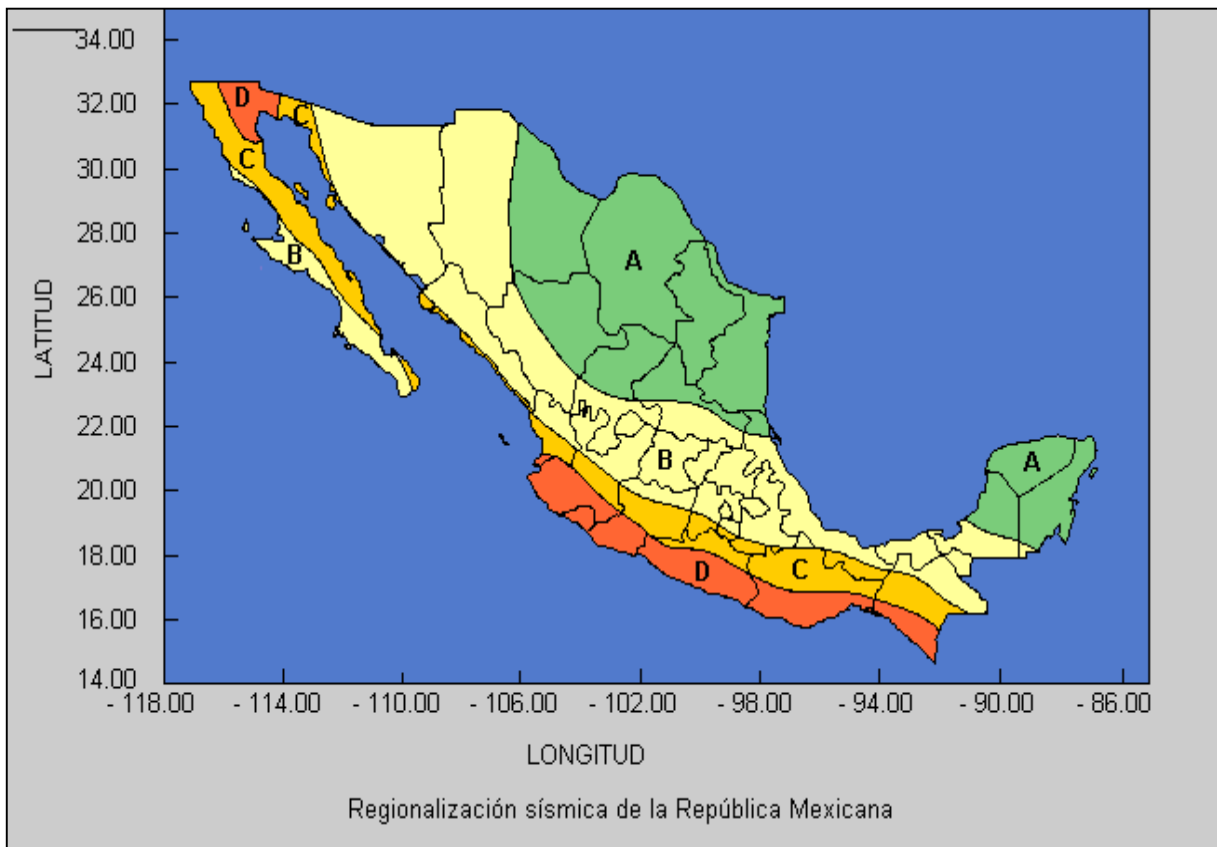 34.00
32.00
30.00
28.00
26.00
24.00
22.00
20.00
18.00
16.00
14.00
LATITUD
D
C
C
B
A
B
A
D
C
- 118.00 - 114.00 - 110.00 - 106.00 - 102.00 - 98.00 - 94.00 - 90.00 - 86.00
LONGITUD
Regionalización sísmica de la República Mexicana